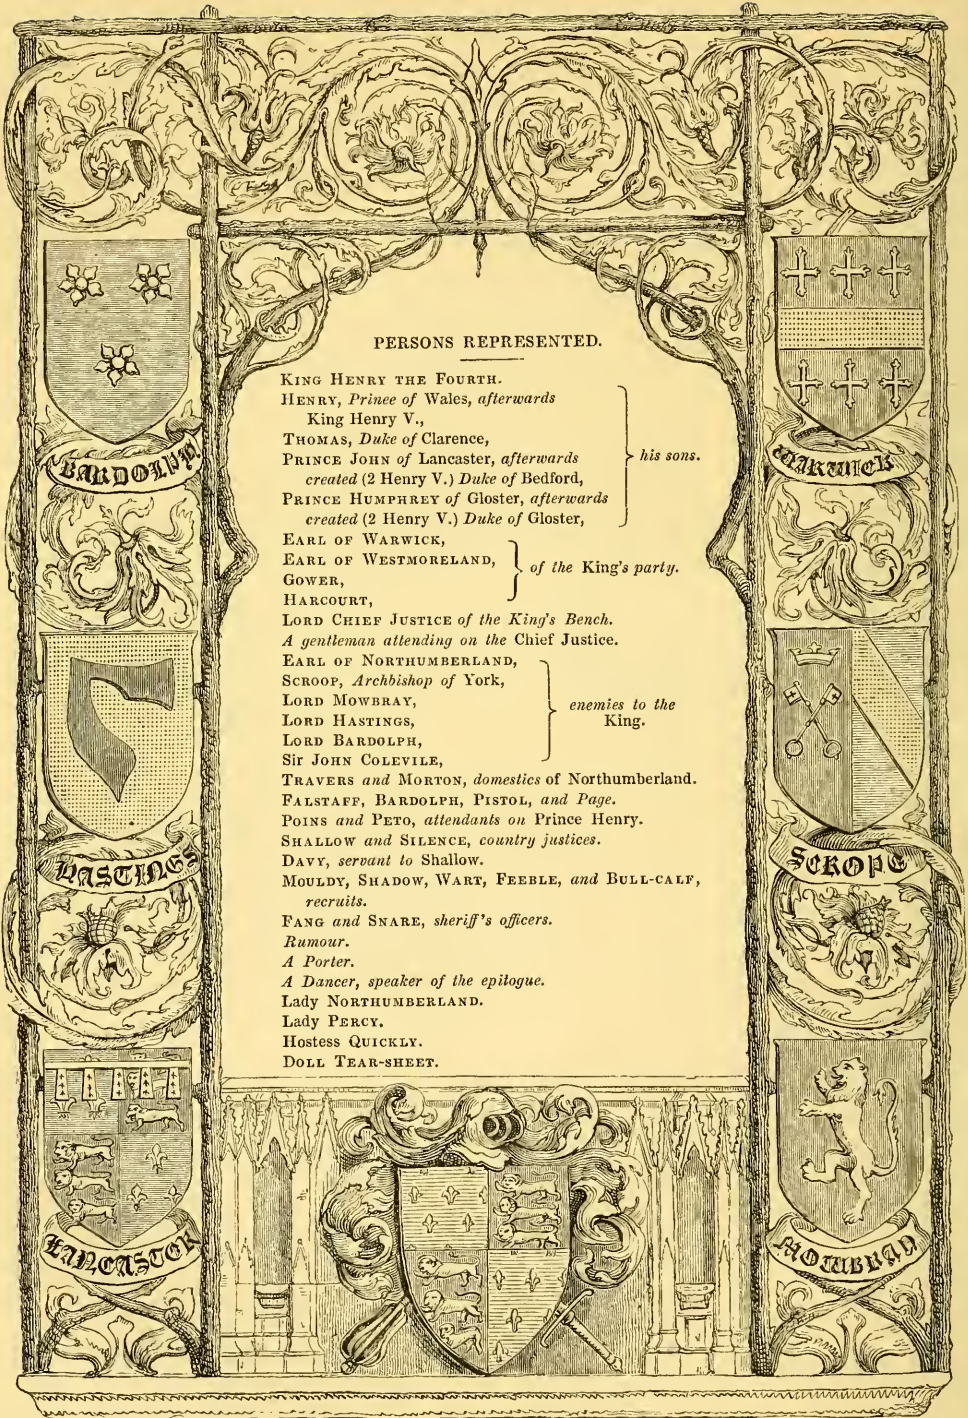 PERSONS REPRESENTED.
KING HENRY THE FOURTH.
HENRY, Prince of Wales, afterwards
King Henry V.,
THOMAS, Duke of Clarence,
PRINCE JOHN of Lancaster, afterwards
created (2 Henry V.) Duke of Bedford,
PRINCE HUMPHREY of Gloster, afterwards
created (2 Henry V.) Duke of Gloster,
his sons.
EARL OF WARWICK,
EARL OF WESTMORELAND,
GOWER,
HARCOURT,
of the King's party.
LORD CHIEF JUSTICE of the King's Bench.
A gentleman attending on the Chief Justice.
EARL OF NORTHUMBERLAND,
SCROOP, Archbishop of York,
LORD MOWBRAY,
LORD HASTINGS,
LORD BARDOLPH,
Sir JOHN COLEVILE,
enemies to the
King.
TRAVERS and MORTON, domestics of Northumberland.
FALSTAFF, BARDOLPH, PISTOL, and Page.
POINS and PETO, attendants on Prince Henry.
SHALLOW and SILENCE, country justices.
DAVY, servant to Shallow.
MOULDY, SHADOW, WART, FEEBLE, and BULL-CALF,
recruits.
FANG and SNARE, sheriff's officers.
Rumour.
A Porter.
A Dancer, speaker of the epilogue.
Lady NORTHUMBERLAND.
Lady PERCY.
Hostess QUICKLY.
DOLL TEAR-SHEET.
BARDOLPH
HASTINGS
LANCASTOR
WARWICK
SCROPE
MOWBRAY